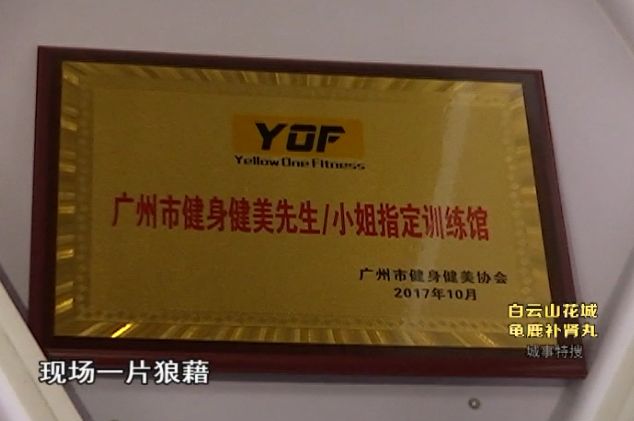 YOF
Yellow One Fitness
广州市健身健美先生/小姐指定训练馆
广州市健身健美协会
2017年10月
白云山花城
龟鹿补肾丸
城事特搜
现场一片狼藉